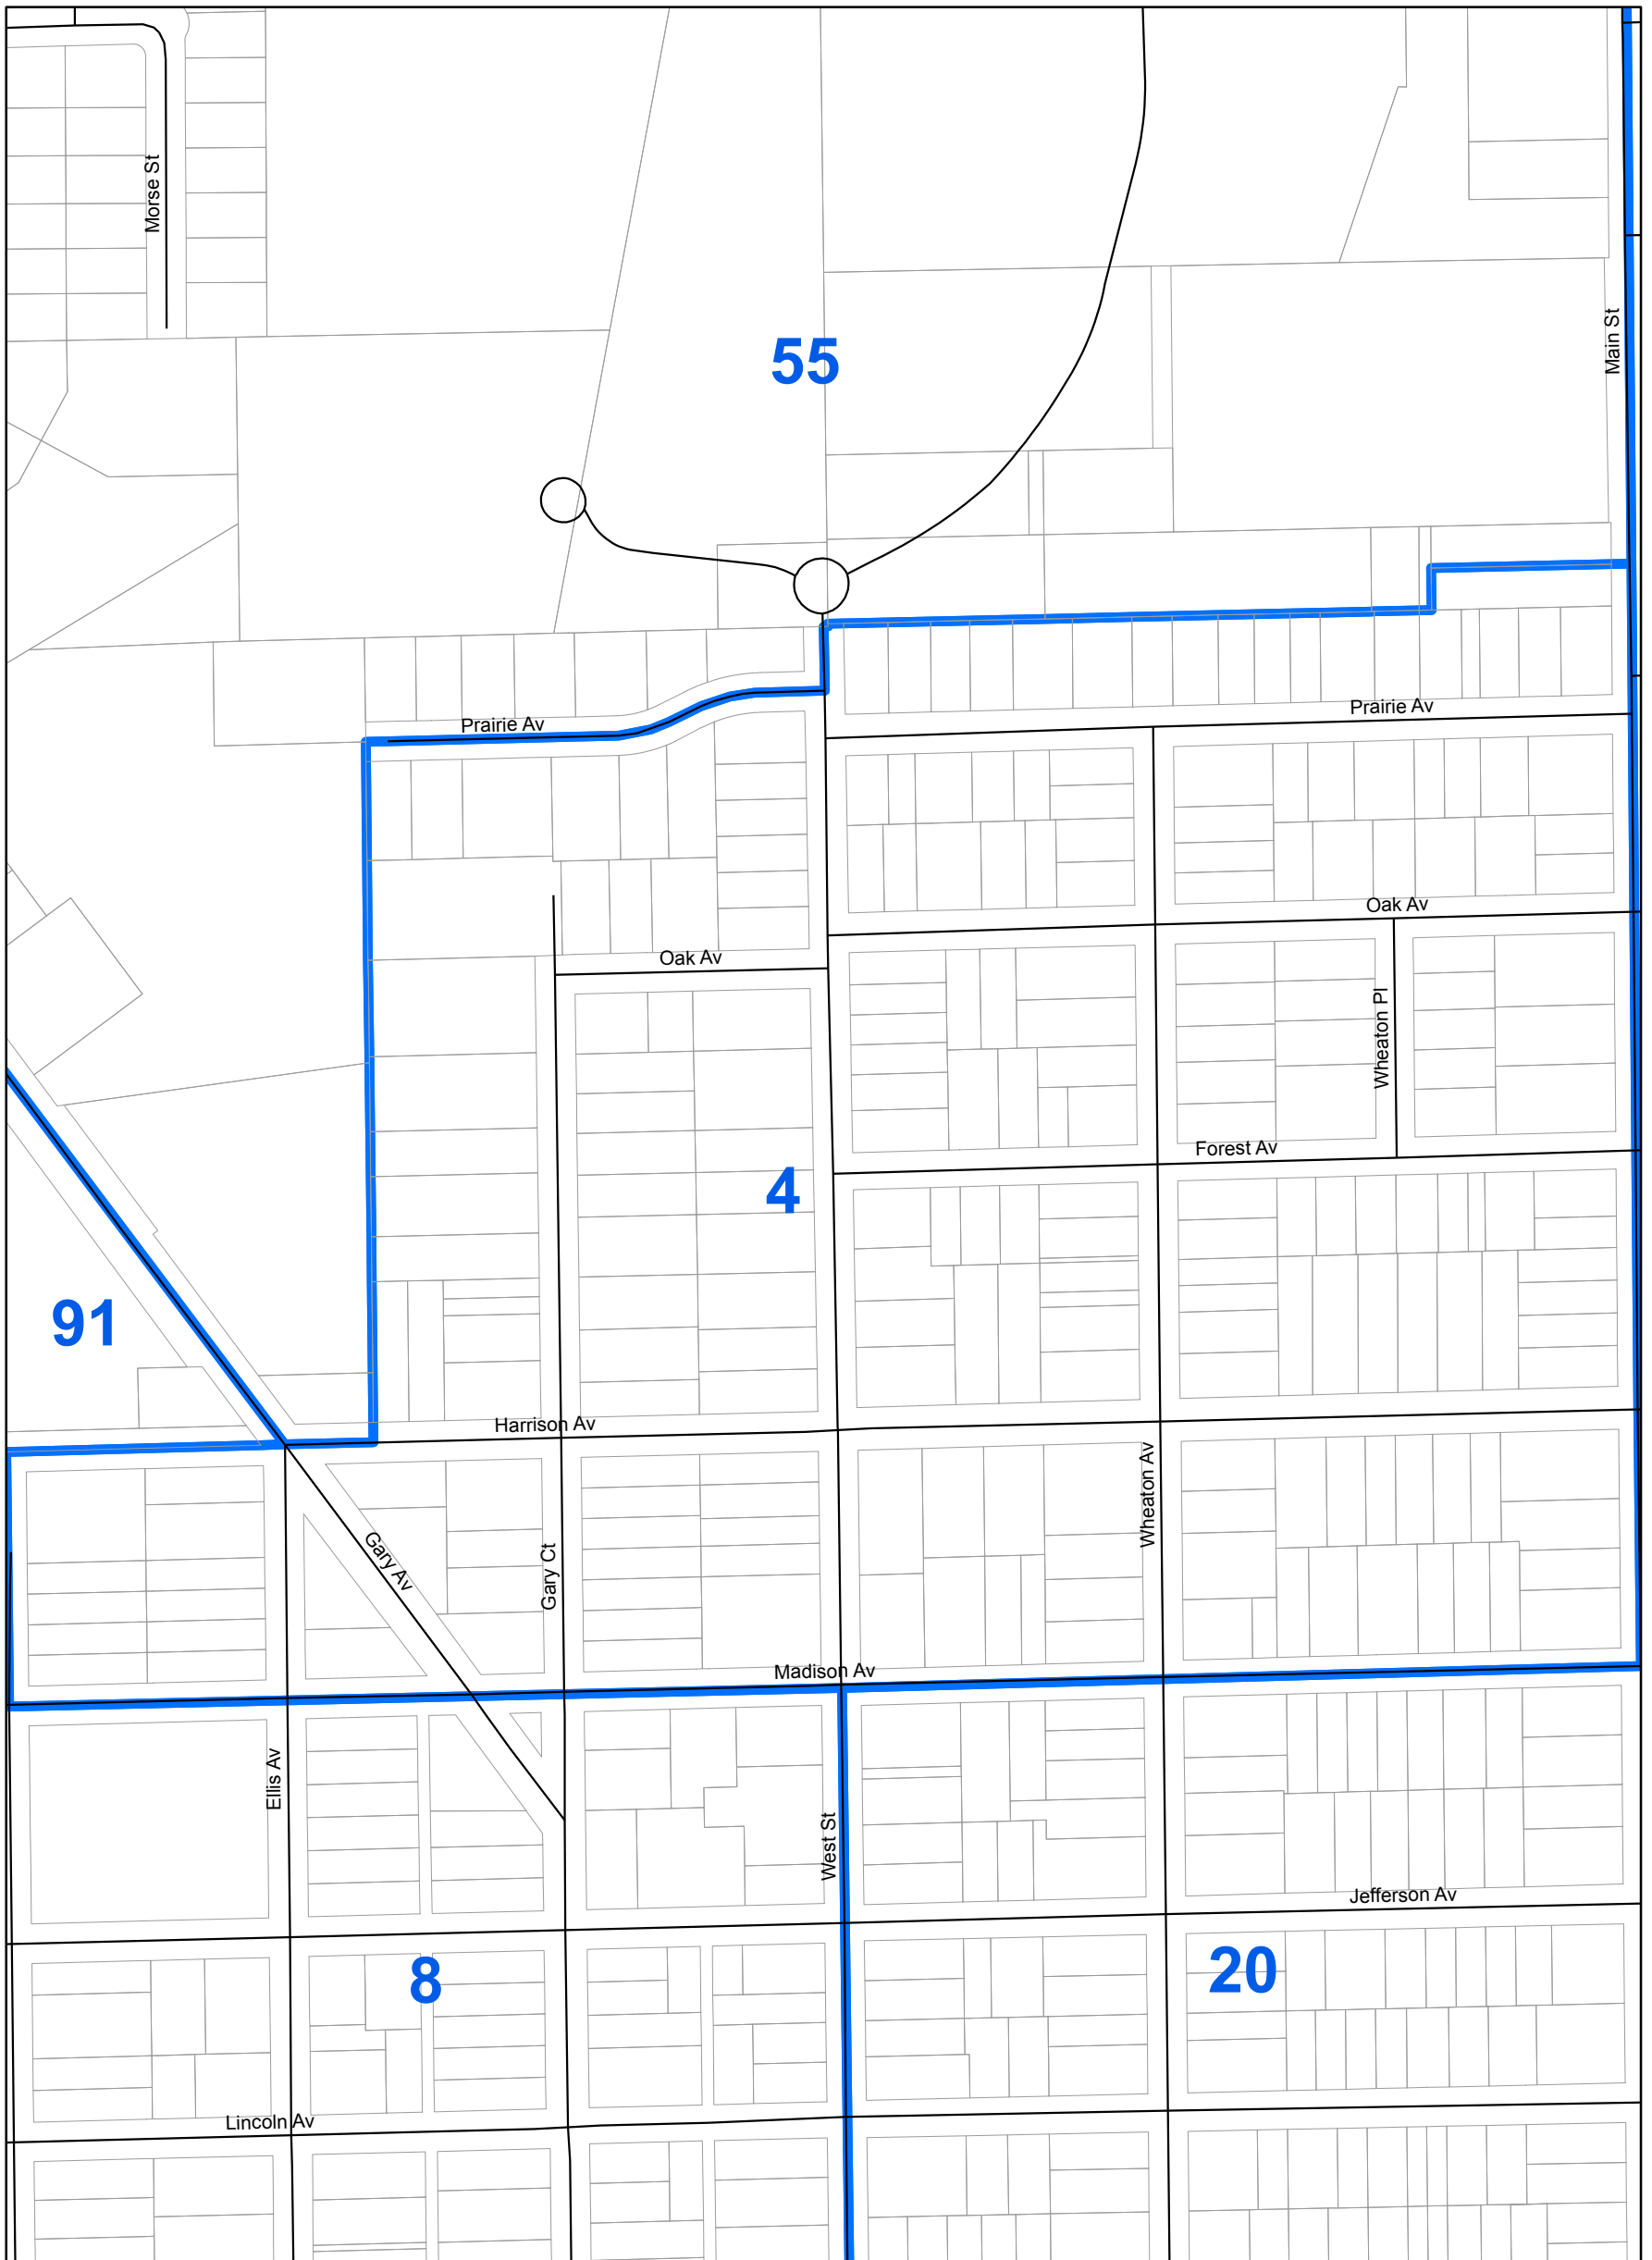 Morse St
Main St
55
Prairie Av
Prairie Av
Oak Av
Oak Av
Wheaton Pl
Forest Av
4
91
Harrison Av
Wheaton Av
Gary Av
Gary Ct
Madison Av
Ellis Av
West St
Jefferson Av
8
20
Lincoln Av